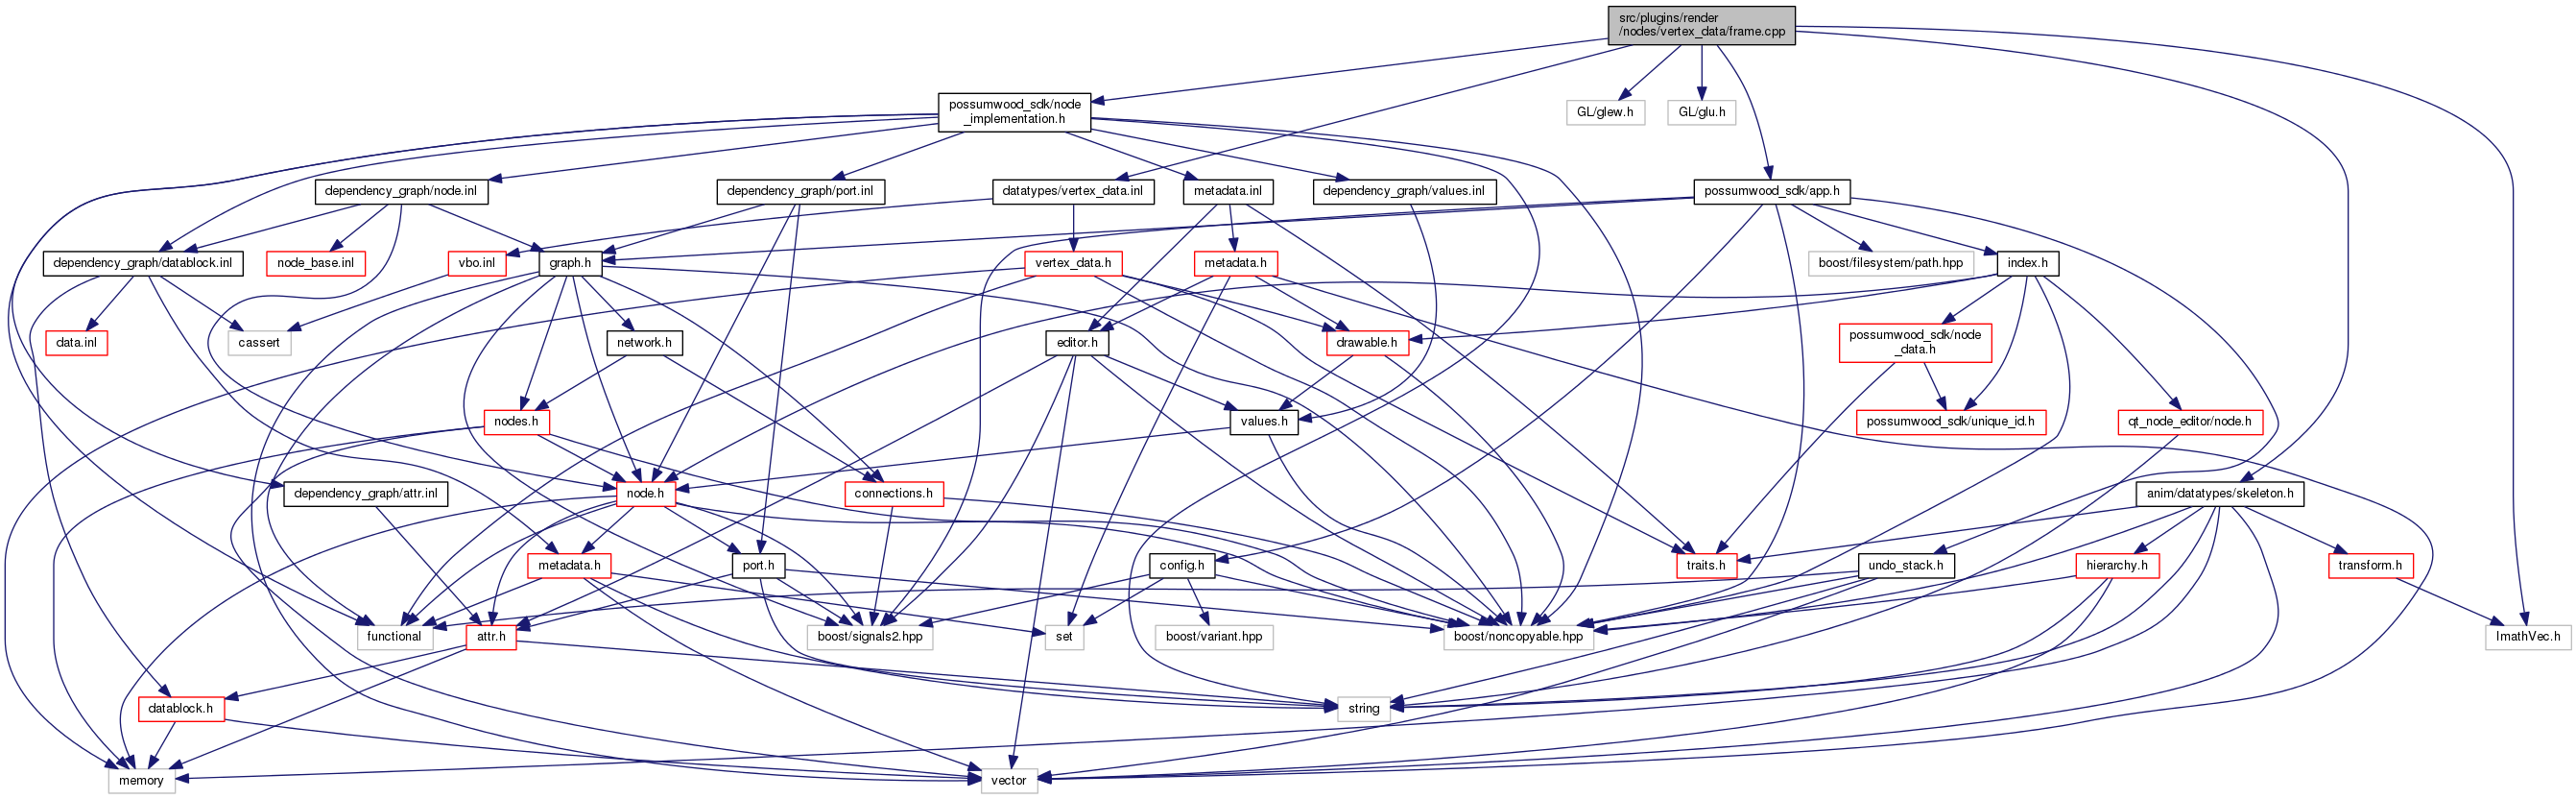 src/plugins/render
/nodes/vertex_data/frame.cpp
possumwood_sdk/node
_implementation.h
GL/glew.h
GL/glu.h
dependency_graph/node.inl
dependency_graph/port.inl
datatypes/vertex_data.inl
metadata.inl
dependency_graph/values.inl
possumwood_sdk/app.h
dependency_graph/datablock.inl
node_base.inl
vbo.inl
graph.h
vertex_data.h
metadata.h
boost/filesystem/path.hpp
index.h
data.inl
cassert
network.h
editor.h
drawable.h
possumwood_sdk/node
_data.h
nodes.h
values.h
possumwood_sdk/unique_id.h
qt_node_editor/node.h
dependency_graph/attr.inl
node.h
connections.h
anim/datatypes/skeleton.h
metadata.h
port.h
config.h
traits.h
undo_stack.h
hierarchy.h
transform.h
functional
attr.h
boost/signals2.hpp
set
boost/variant.hpp
boost/noncopyable.hpp
ImathVec.h
datablock.h
string
memory
vector